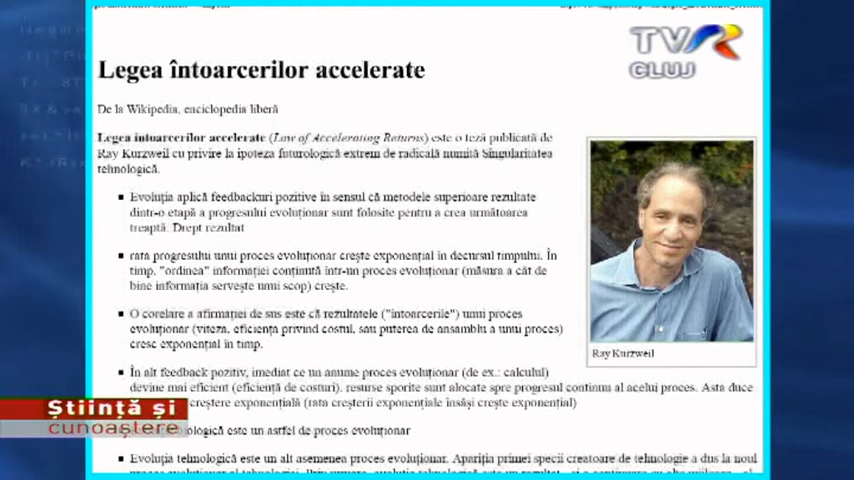 TVR
CLUJ
Legea întoarcerilor accelerate
De la Wikipedia, enciclopedia liberă
Legea întoarcerilor accelerate (Law of Accelerating Returns) este o teză publicată de
Ray Kurzweil cu privire la ipoteza futurologică extrem de radicală numită Singularitatea
tehnologică.
Evoluția aplică feedbackuri pozitive în sensul că metodele superioare rezultate
dintr-o etapă a progresului evoluționar sunt folosite pentru a crea următoarea
treaptă. Drept rezultat
rata progresului unui proces evoluționar crește exponențial în decursul timpului. În
timp, "ordinea" informației conținută într-un proces evoluționar (măsura a cât de
bine informația servește unui scop) crește.
O corelare a afirmației de sus este că rezultatele ("intoarcerile") unui proces
evoluționar (viteza, eficiența privind costul, sau puterea de ansamblu a unui proces)
cresc exponențial în timp.
Ray Kurzweil
În alt feedback pozitiv, imediat ce un anume proces evoluționar (de ex.: calculul)
devine mai eficient (eficiență de costuri), resurse sporite sunt alocate spre progresul continuu al acelui proces. Asta duce
creștere exponențială (rata creșterii exponențiale însăși crește exponențial)
Știință și
cunoaștere
biologică este un astfel de proces evoluționar
Evoluția tehnologică este un alt asemenea proces evoluționar. Apariția primei specii creatoare de tehnologie a dus la noul